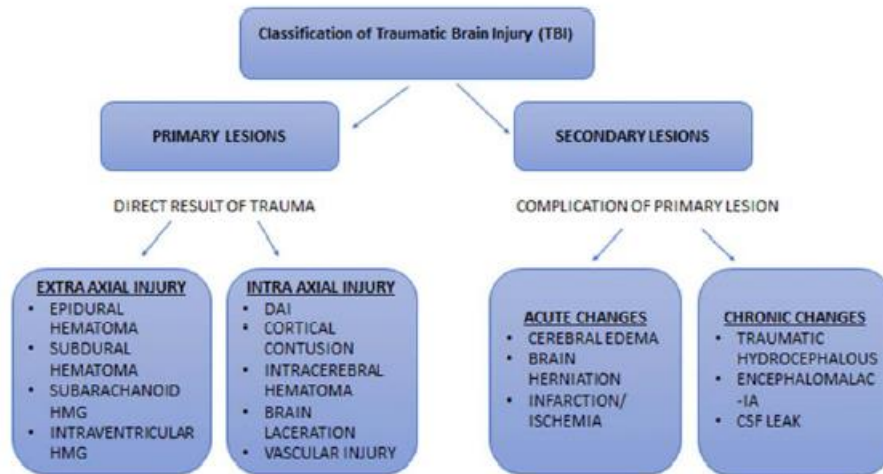 Classification of Traumatic Brain Injury (TBI)
PRIMARY LESIONS
SECONDARY LESIONS
DIRECT RESULT OF TRAUMA
COMPLICATION OF PRIMARY LESION
EXTRA AXIAL INJURY
• EPIDURAL
HEMATOMA
• SUBDURAL
HEMATOMA
• SUBARACHANOID
HMG
• INTRAVENTRICULAR
HMG
INTRA AXIAL INJURY
• DAI
• CORTICAL
CONTUSION
• INTRACEREBRAL
HEMATOMA
• BRAIN
LACERATION
• VASCULAR INJURY
ACUTE CHANGES
• CEREBRAL EDEMA
• BRAIN
HERNIATION
• INFARCTION/
ISCHEMIA
CHRONIC CHANGES
• TRAUMATIC
HYDROCEPHALOUS
• ENCEPHALOMALAC
-IA
• CSF LEAK